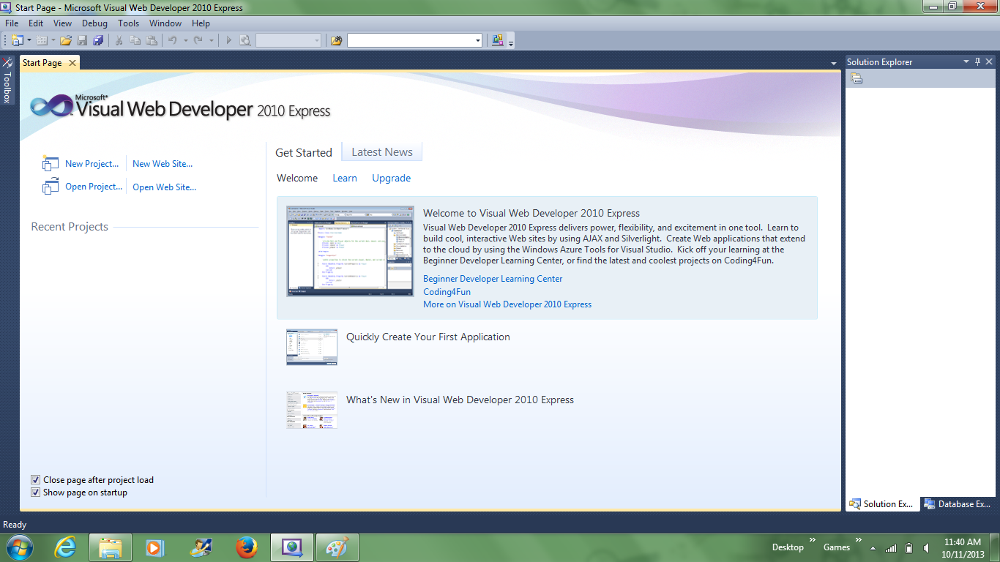 Start Page - Microsoft Visual Web Developer 2010 Express
File Edit View Debug Tools Window Help
Toolbox
Start Page
Solution Explorer
Microsoft®
Visual Web Developer 2010 Express
New Project... New Web Site...
Open Project... Open Web Site...
Recent Projects
Get Started Latest News
Welcome Learn Upgrade
Welcome to Visual Web Developer 2010 Express
Visual Web Developer 2010 Express delivers power, flexibility, and excitement in one tool. Learn to
build cool, interactive Web sites by using AJAX and Silverlight. Create Web applications that extend
to the cloud by using the Windows Azure Tools for Visual Studio. Kick off your learning at the
Beginner Developer Learning Center, or find the latest and coolest projects on Coding4Fun.
Beginner Developer Learning Center
Coding4Fun
More on Visual Web Developer 2010 Express
Quickly Create Your First Application
What's New in Visual Web Developer 2010 Express
Close page after project load
Show page on startup
Solution Ex... Database Ex...
Ready
Desktop Games
11:40 AM
10/11/2013